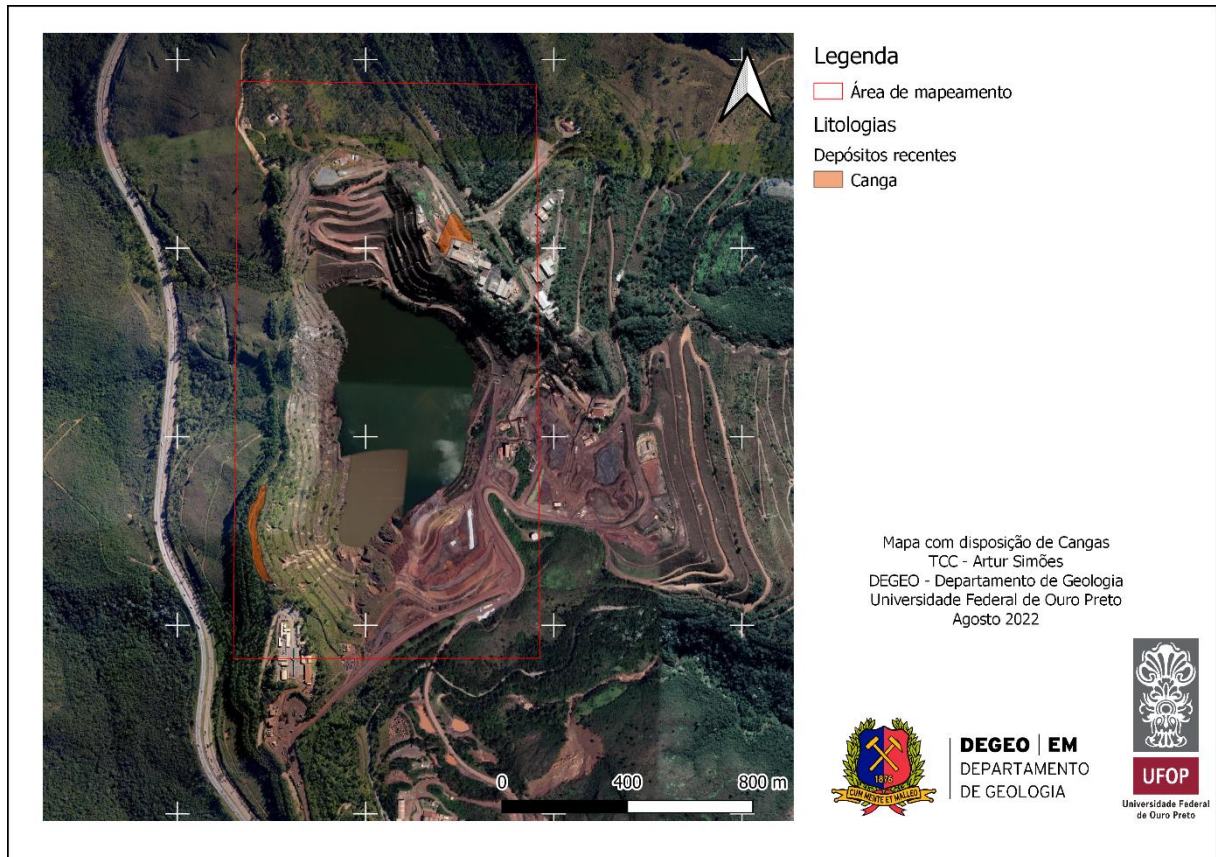 Legenda
Área de mapeamento
Litologias
Depósitos recentes
Canga
Mapa com disposição de Cangas
TCC - Artur Simões
DEGEO - Departamento de Geologia
Universidade Federal de Ouro Preto
Agosto 2022
0 400 800 m
1876
CUM MENTE ET MALLEO
DEGEO | EM
DEPARTAMENTO
DE GEOLOGIA
UFOP
Universidade Federal
de Ouro Preto